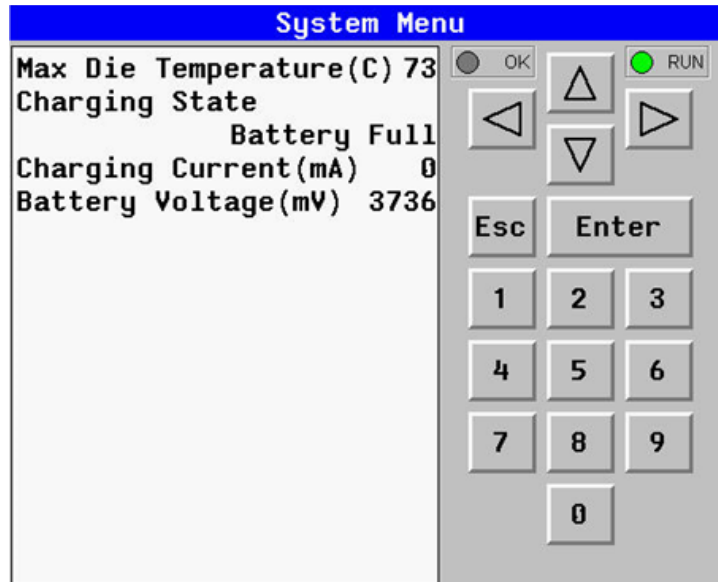 System Menu
Max Die Temperature(C) 73
Charging State
Battery Full
Charging Current(mA) 0
Battery Voltage(mV) 3736
OK
RUN
Esc
Enter
1
2
3
4
5
6
7
8
9
0